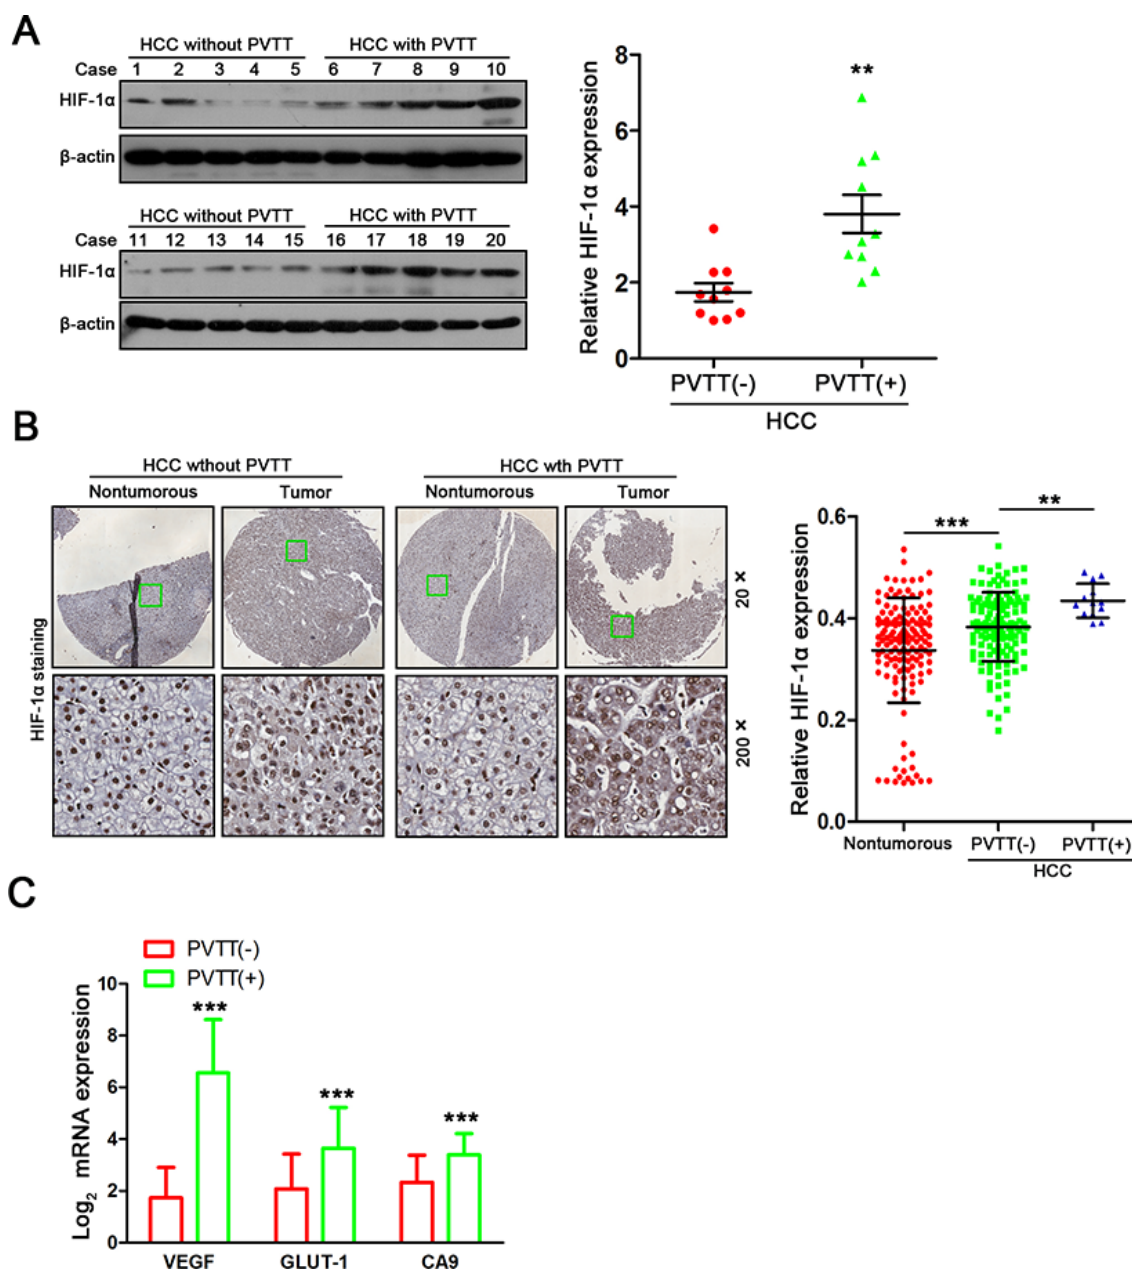 A
HCC without PVTT HCC with PVTT
Case 1 2 3 4 5 6 7 8 9 10
HIF-1α
β-actin
HCC without PVTT HCC with PVTT
Case 11 12 13 14 15 16 17 18 19 20
HIF-1α
β-actin
Relative HIF-1α expression
8
6
4
2
0
**
PVTT(-) PVTT(+)
HCC
B
HCC wthout PVTT HCC wth PVTT
Nontumorous Tumor Nontumorous Tumor
HIF-1α staining
20×
200×
Relative HIF-1α expression
0.6
0.4
0.2
0.0
*** **
Nontumorous PVTT(-) PVTT(+)
HCC
C
PVTT(-)
PVTT(+)
Log2 mRNA expression
10
8
6
4
2
0
*** *** ***
VEGF GLUT-1 CA9